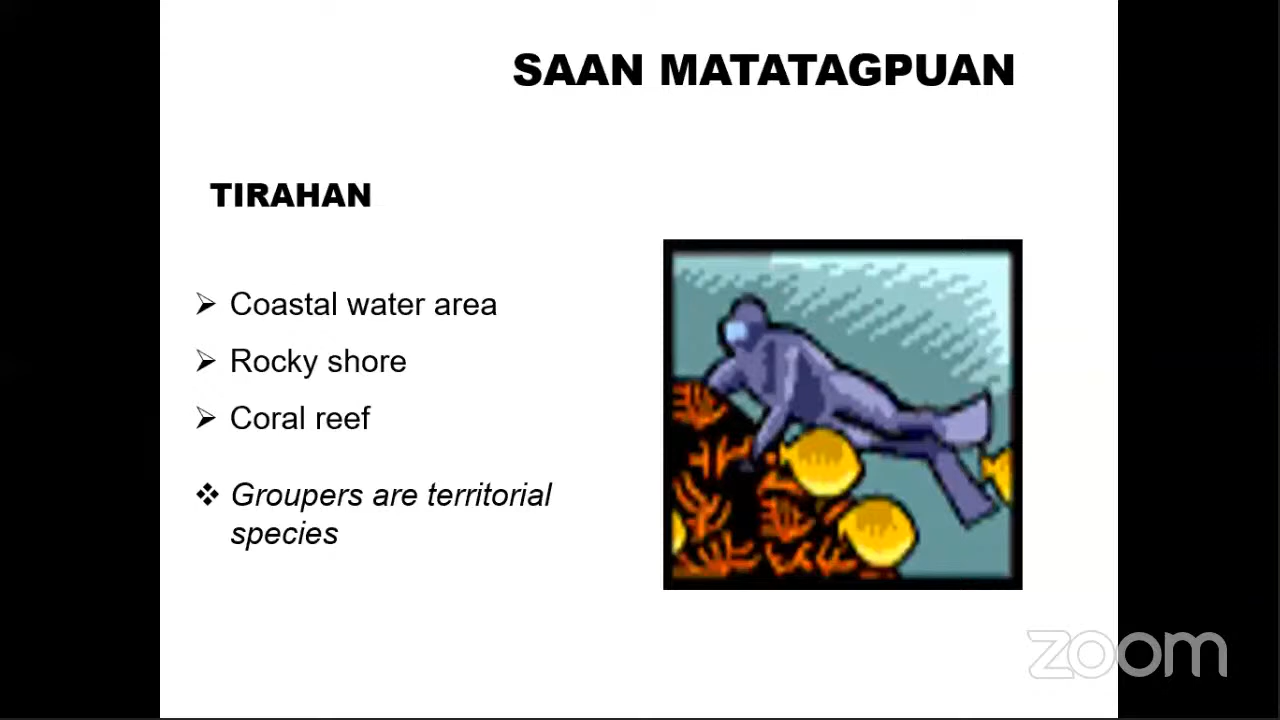 SAAN MATATAGPUAN
TIRAHAN
➢ Coastal water area
➢ Rocky shore
➢ Coral reef
❖ Groupers are territorial
species
zoom